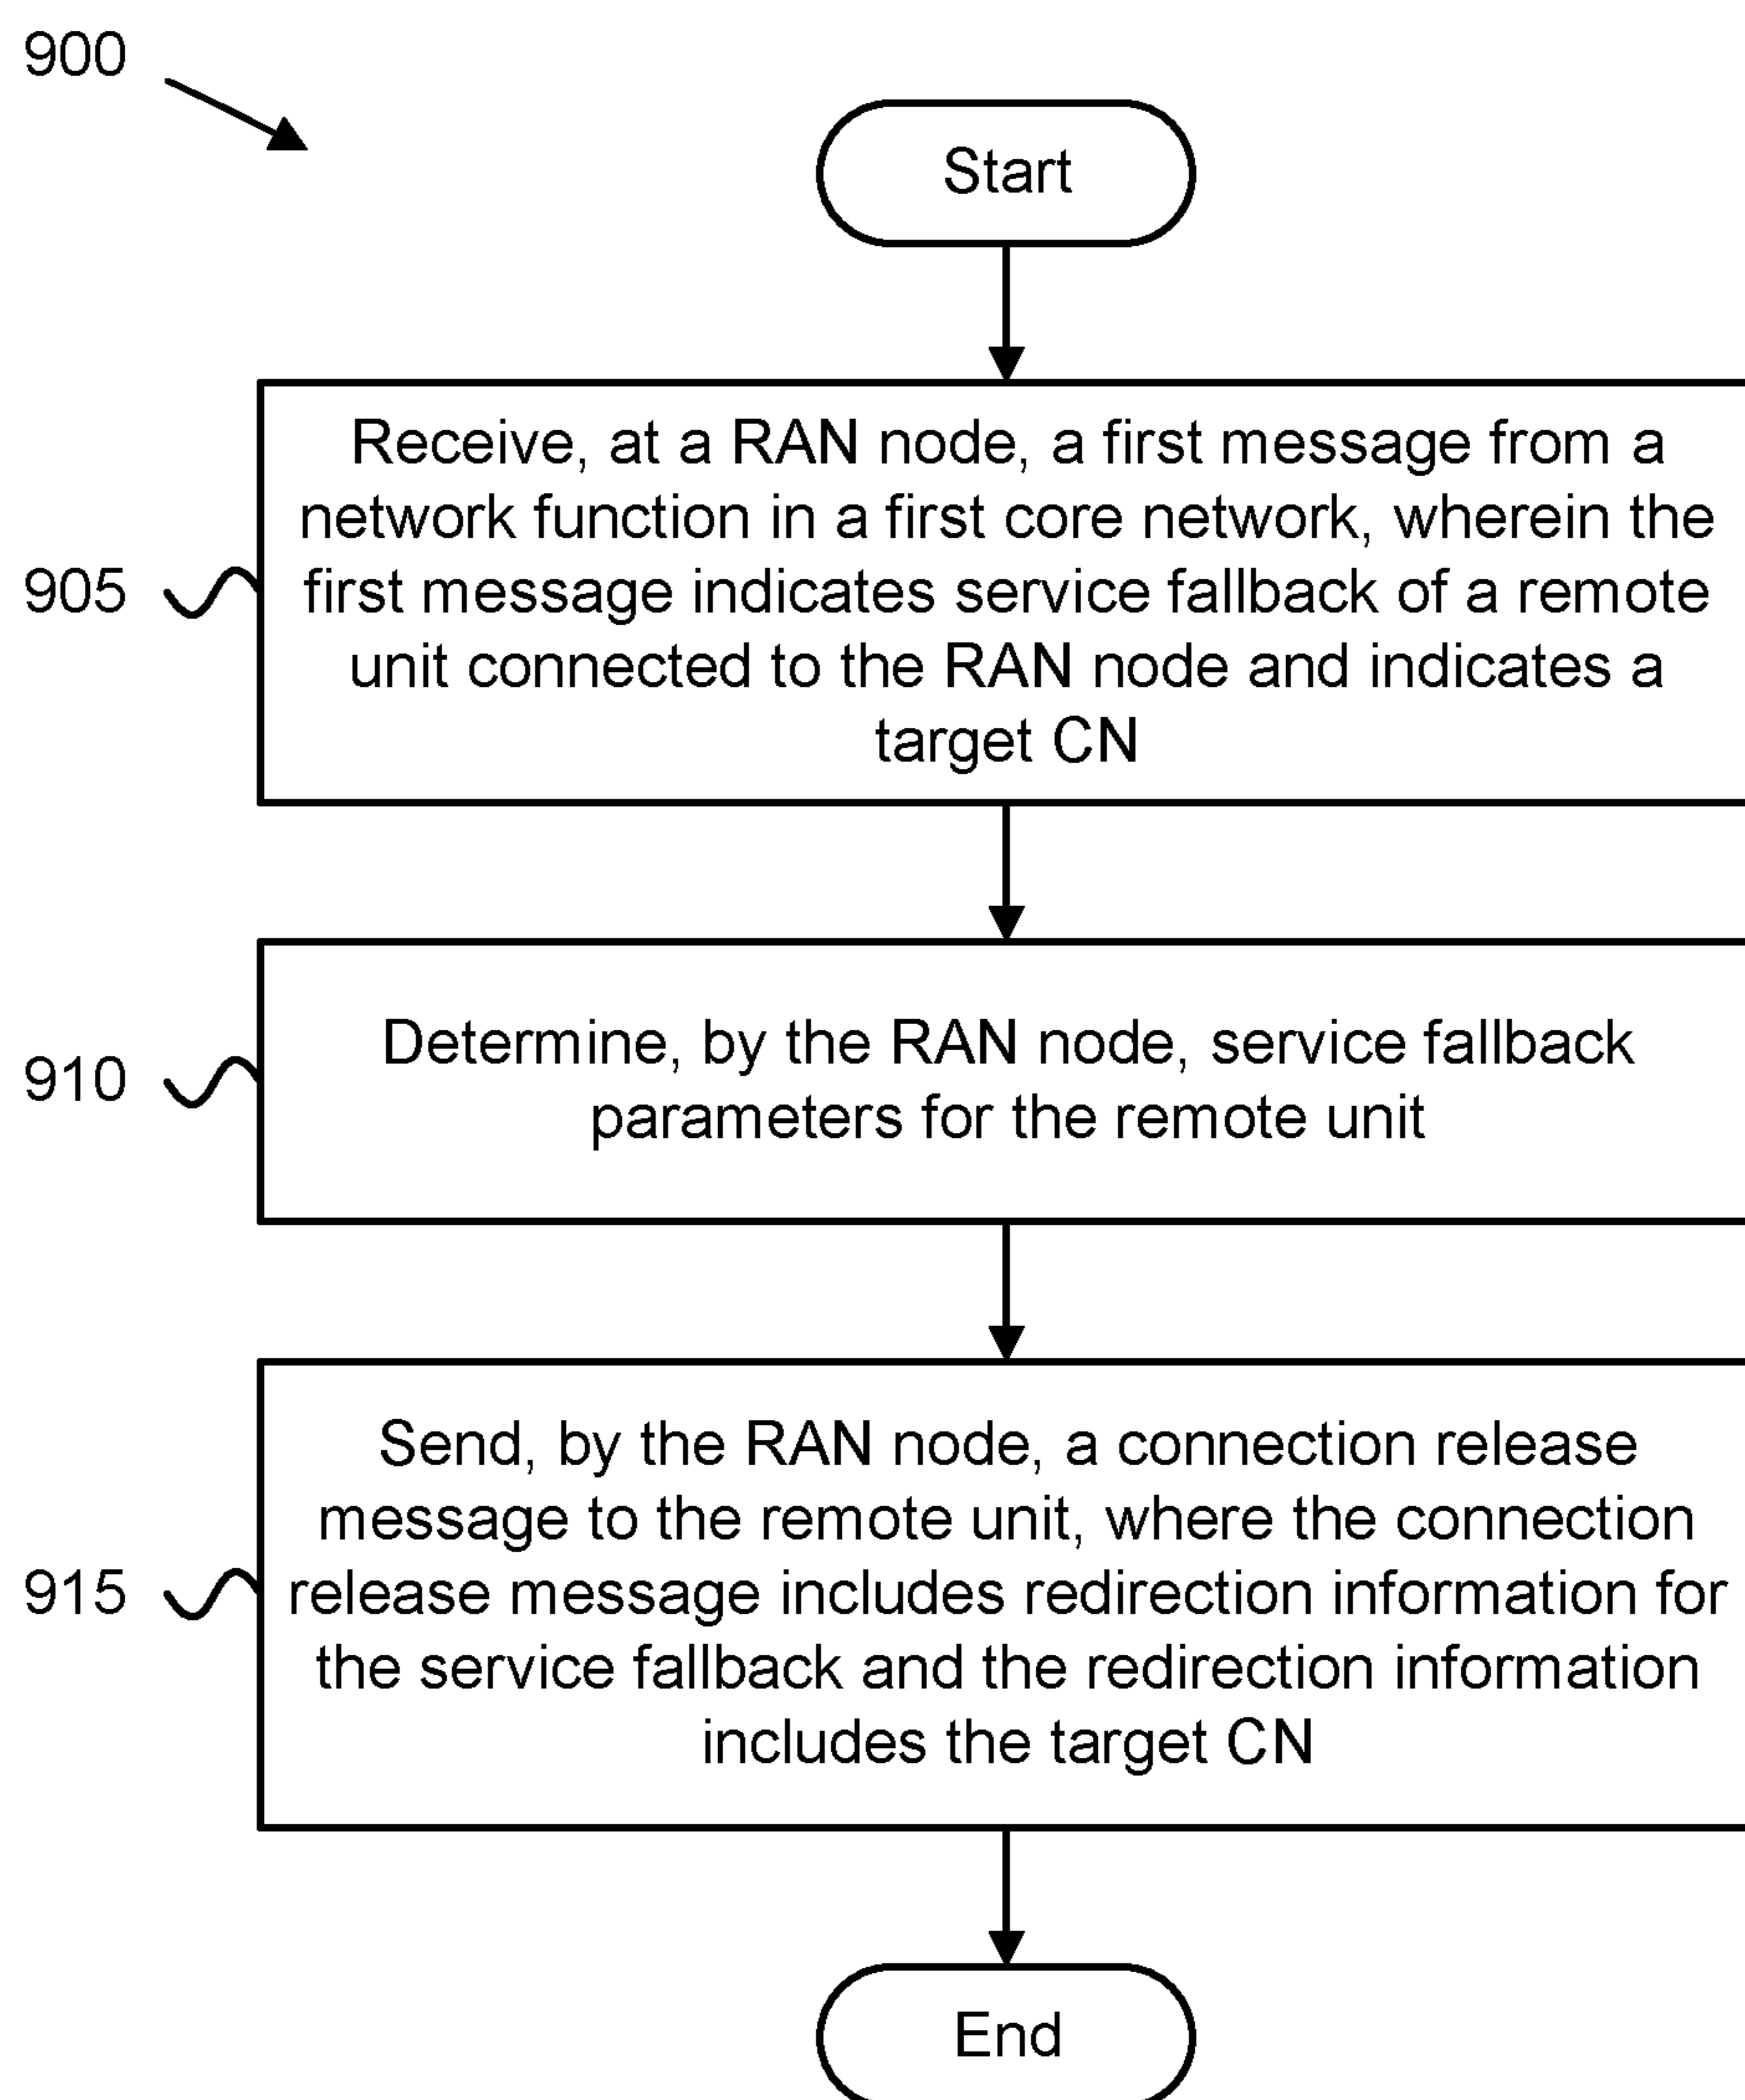 900
Start
Receive, at a RAN node, a first message from a
network function in a first core network, wherein the
first message indicates service fallback of a remote
unit connected to the RAN node and indicates a
target CN
905
Determine, by the RAN node, service fallback
parameters for the remote unit
910
Send, by the RAN node, a connection release
message to the remote unit, where the connection
release message includes redirection information for
the service fallback and the redirection information
includes the target CN
915
End